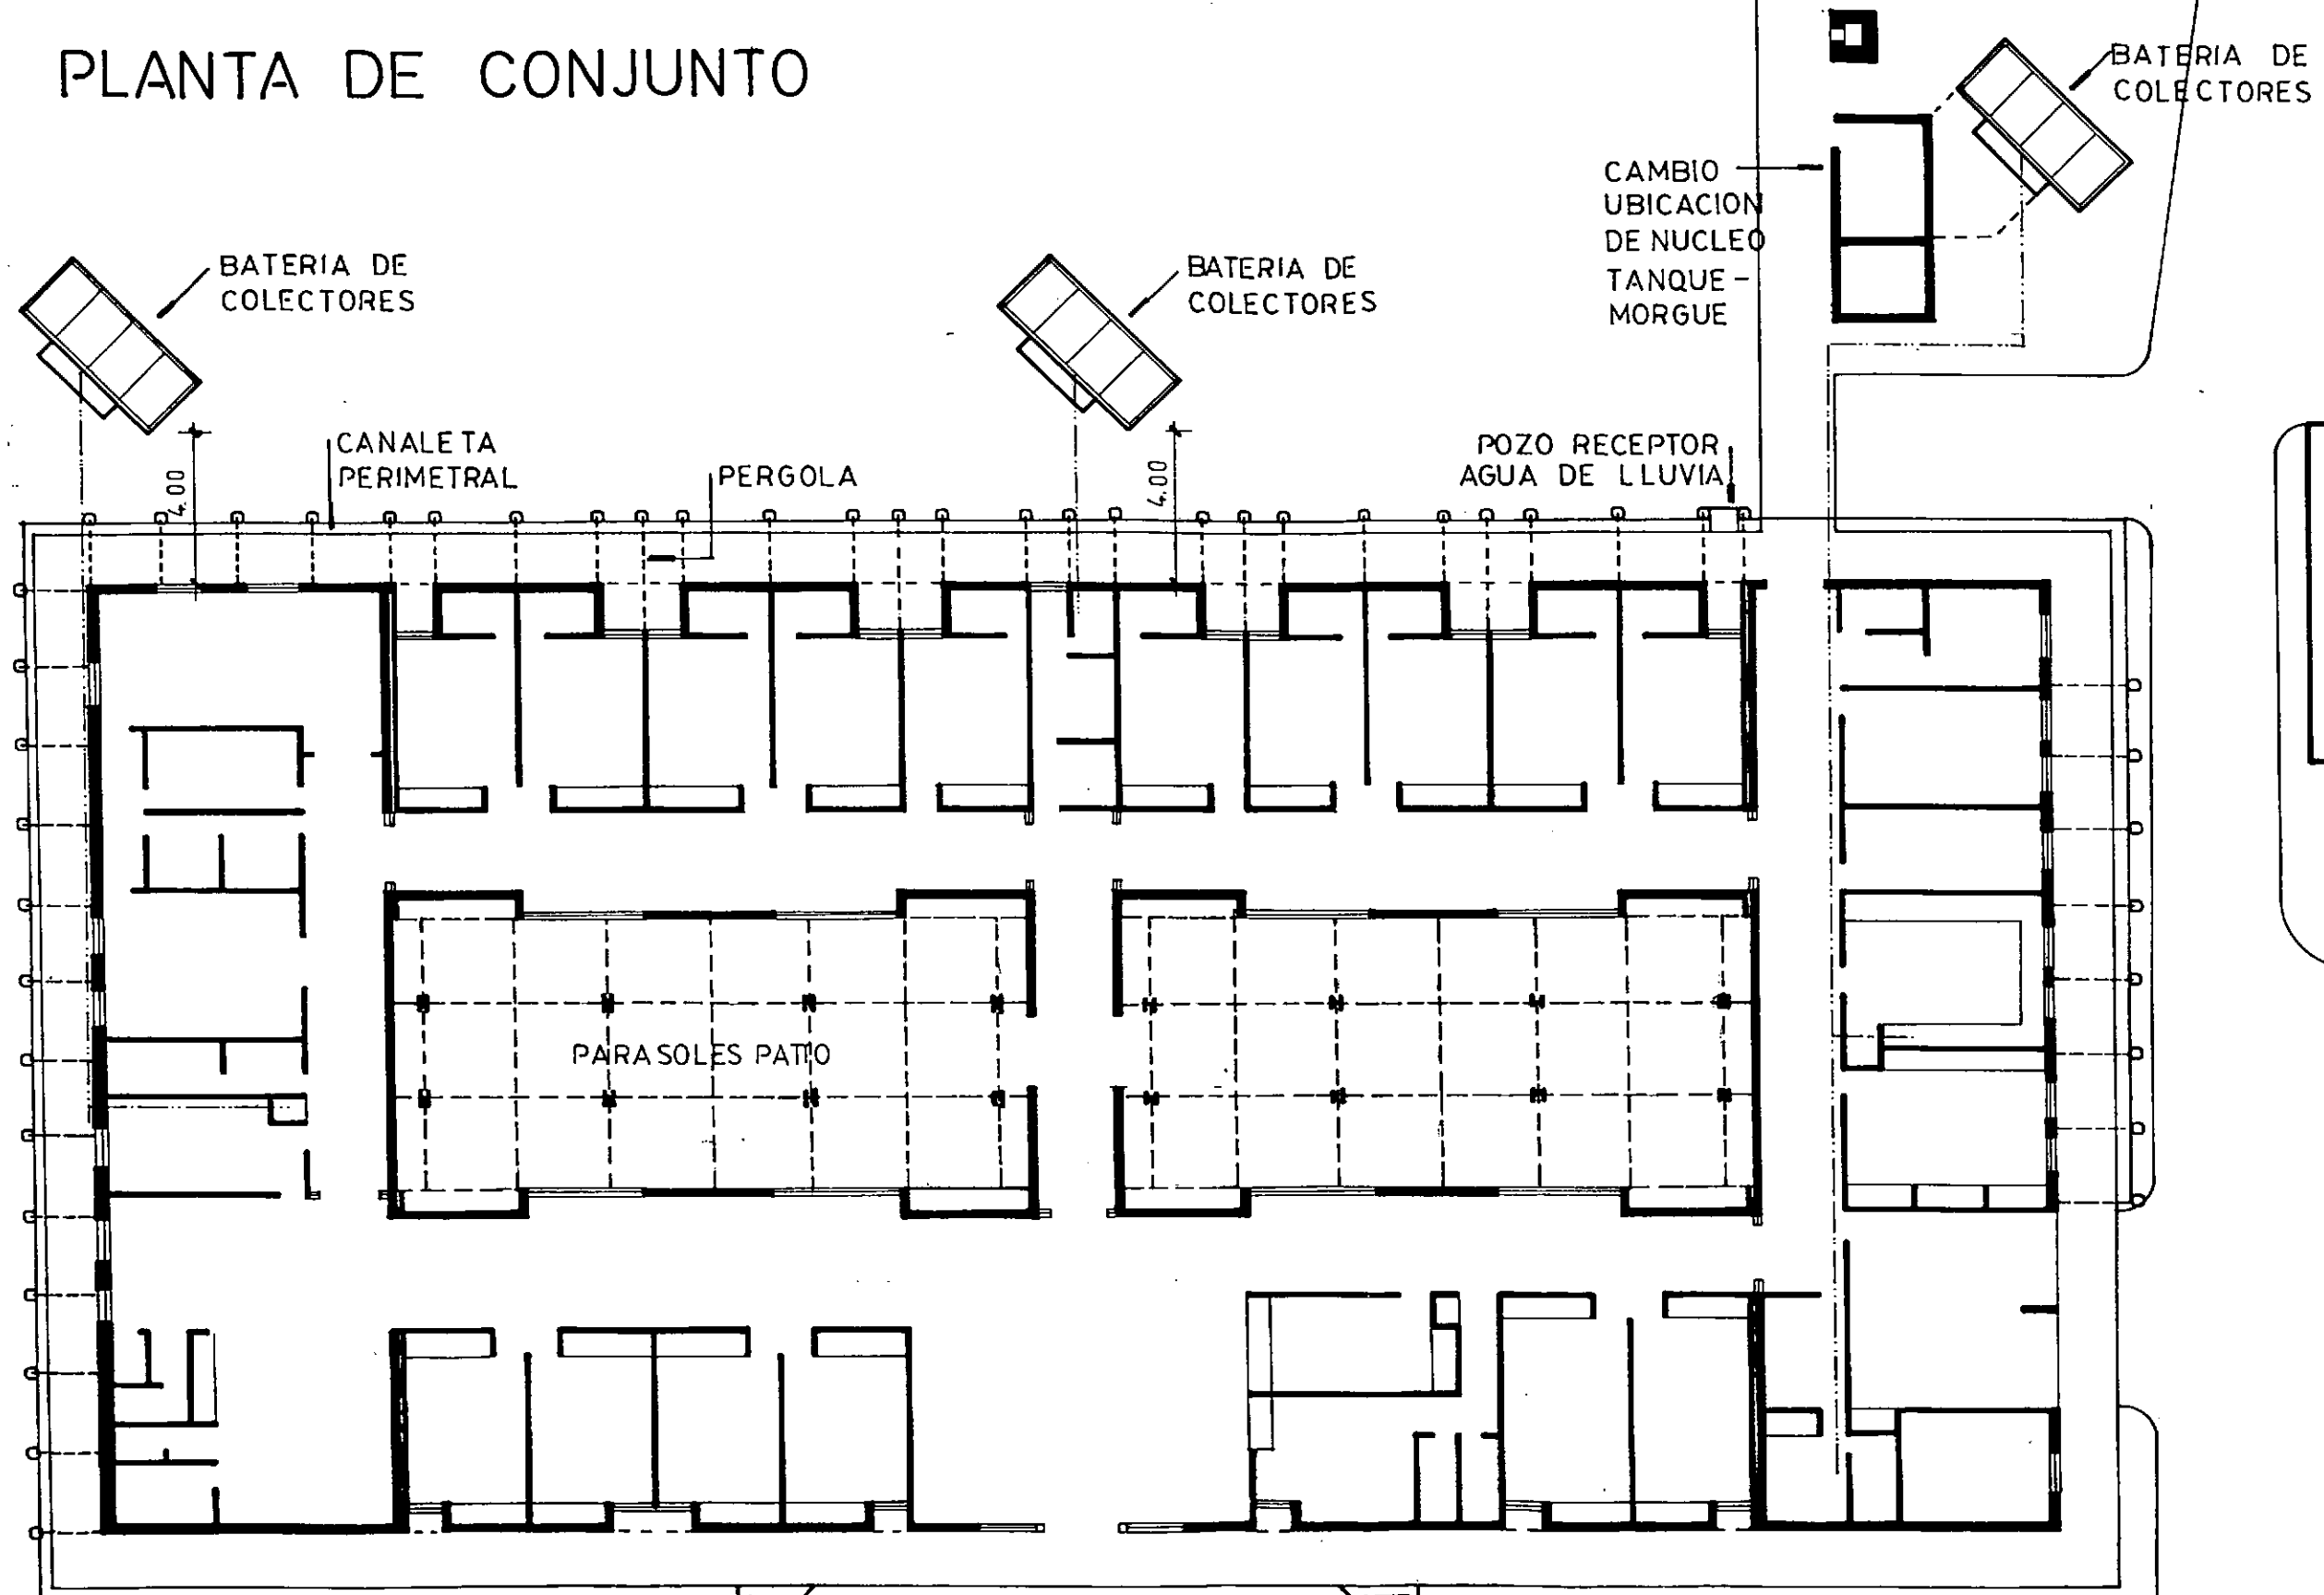 PLANTA DE CONJUNTO
BATERIA DE
COLECTORES
CAMBIO
UBICACION
DE NUCLEO
TANQUE -
MORGUE
BATERIA DE
COLECTORES
BATERIA DE
COLECTORES
CANALETA
PERIMETRAL
4.00
PERGOLA
4.00
POZO RECEPTOR
AGUA DE LLUVIA
PARASOLES PATIO